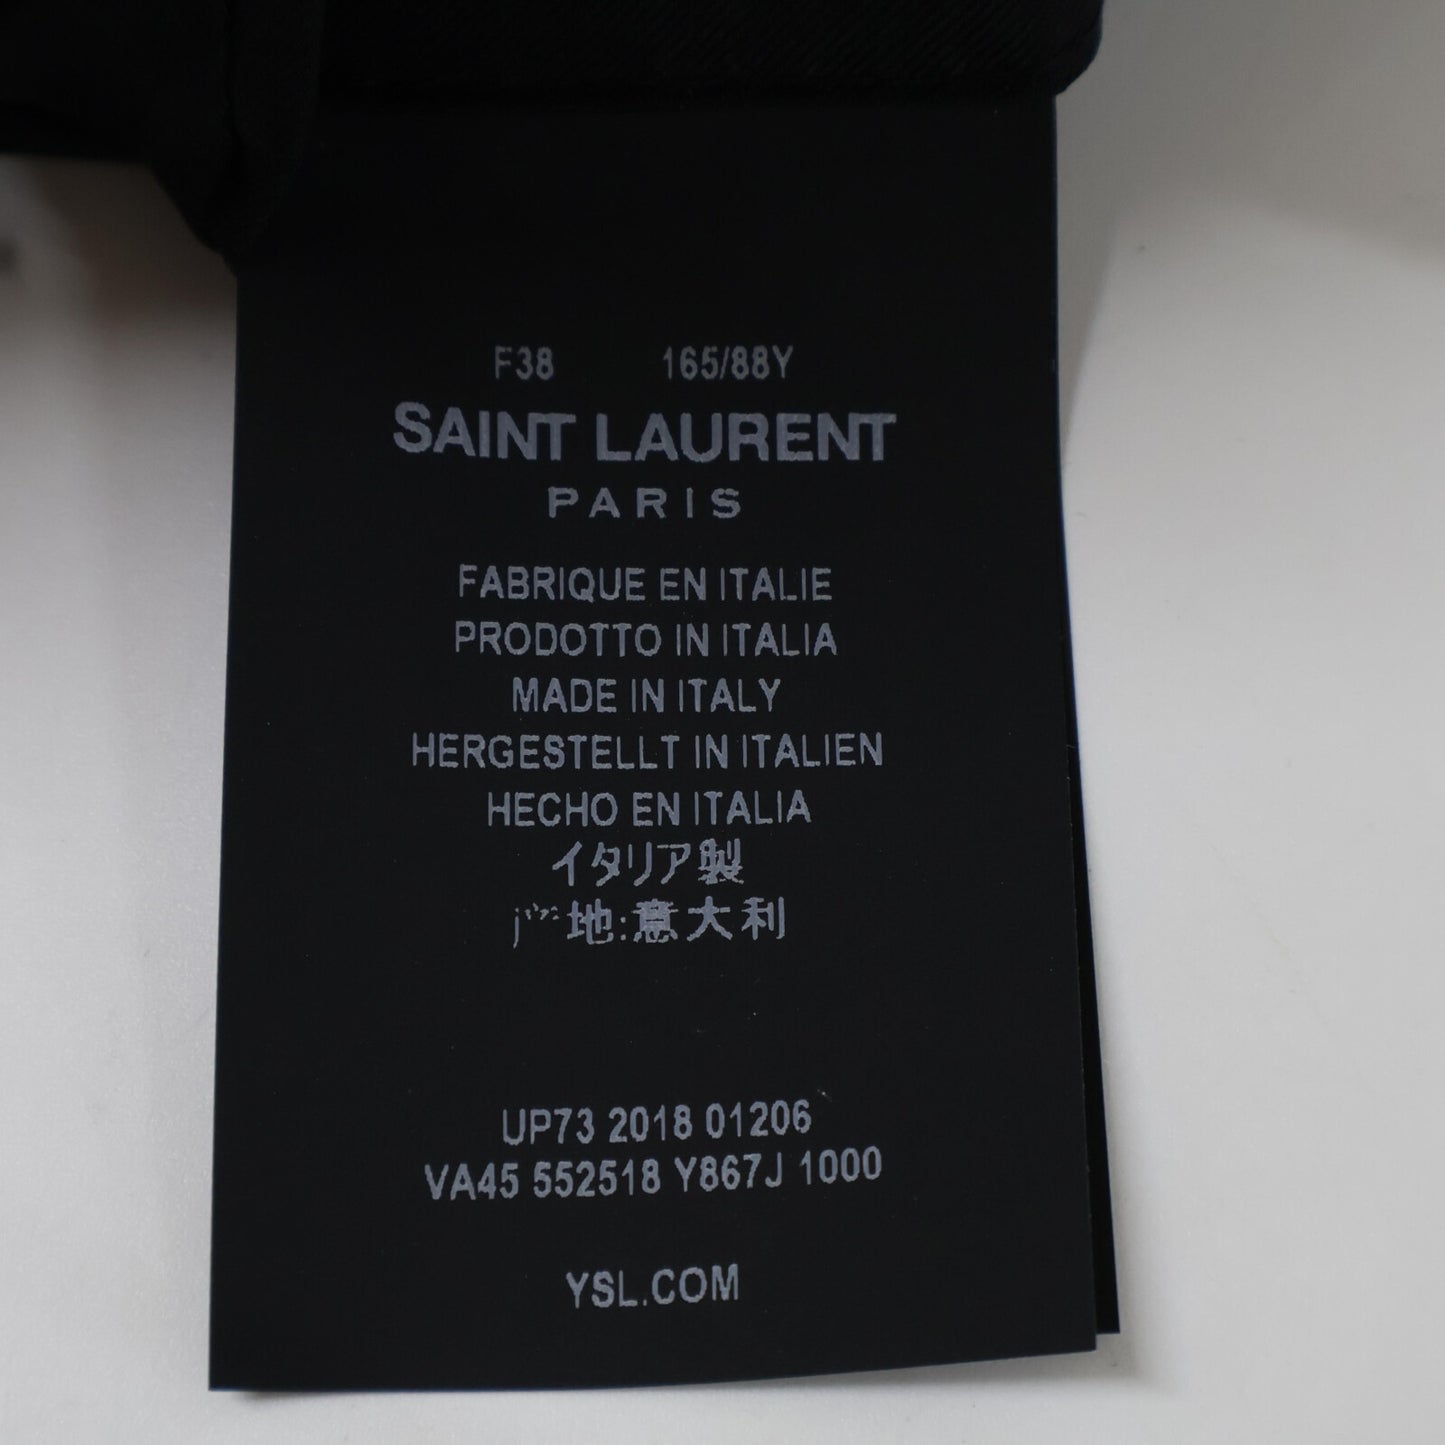 F38 165/88Y
SAINT LAURENT
PARIS
FABRIQUE EN ITALIE
PRODOTTO IN ITALIA
MADE IN ITALY
HERGESTELLT IN ITALIEN
HECHO EN ITALIA
イタリア製
地:意大利
UP73 2018 01206
VA45 552518 Y867J 1000
YSL.COM